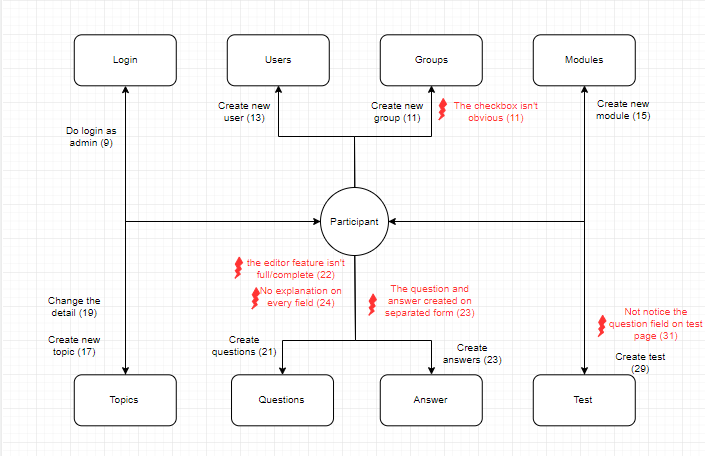 Login
Users
Groups
Modules
Create new
user (13)
Create new
group (11)
The checkbox isn't
obvious (11)
Create new
module (15)
Do login as
admin (9)
Participant
the editor feature isn't
full/complete (22)
No explanation on
every field (24)
The question and
answer created on
separated form (23)
Change the
detail (19)
Create new
topic (17)
Not notice the
question field on test
page (31)
Create
questions (21)
Create
answers (23)
Create test
(29)
Topics
Questions
Answer
Test